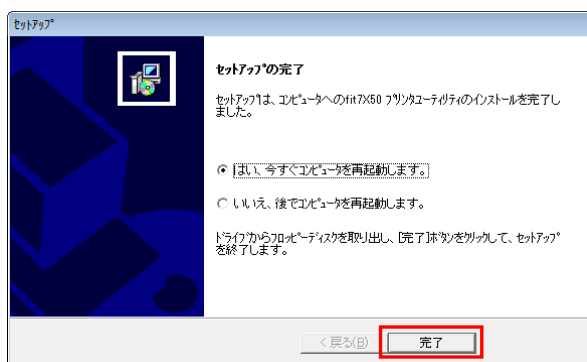 ｾｯﾄｱｯﾌﾟ
ｾｯﾄｱｯﾌﾟの完了
ｾｯﾄｱｯﾌﾟは、ｺﾝﾋﾟｭｰﾀへのfit7X50 ﾌﾟﾘﾝﾀﾕｰﾃｨﾘﾃｨのｲﾝｽﾄｰﾙを完了し
ました。
はい、今すぐｺﾝﾋﾟｭｰﾀを再起動します。
いいえ、後でｺﾝﾋﾟｭｰﾀを再起動します。
ﾄﾞﾗｲﾌﾞからﾌﾛｯﾋﾟｰﾃﾞｨｽｸを取り出し、[完了]ﾎﾞﾀﾝをｸﾘｯｸして、ｾｯﾄｱｯﾌﾟ
を終了します。
< 戻る(B)
完了